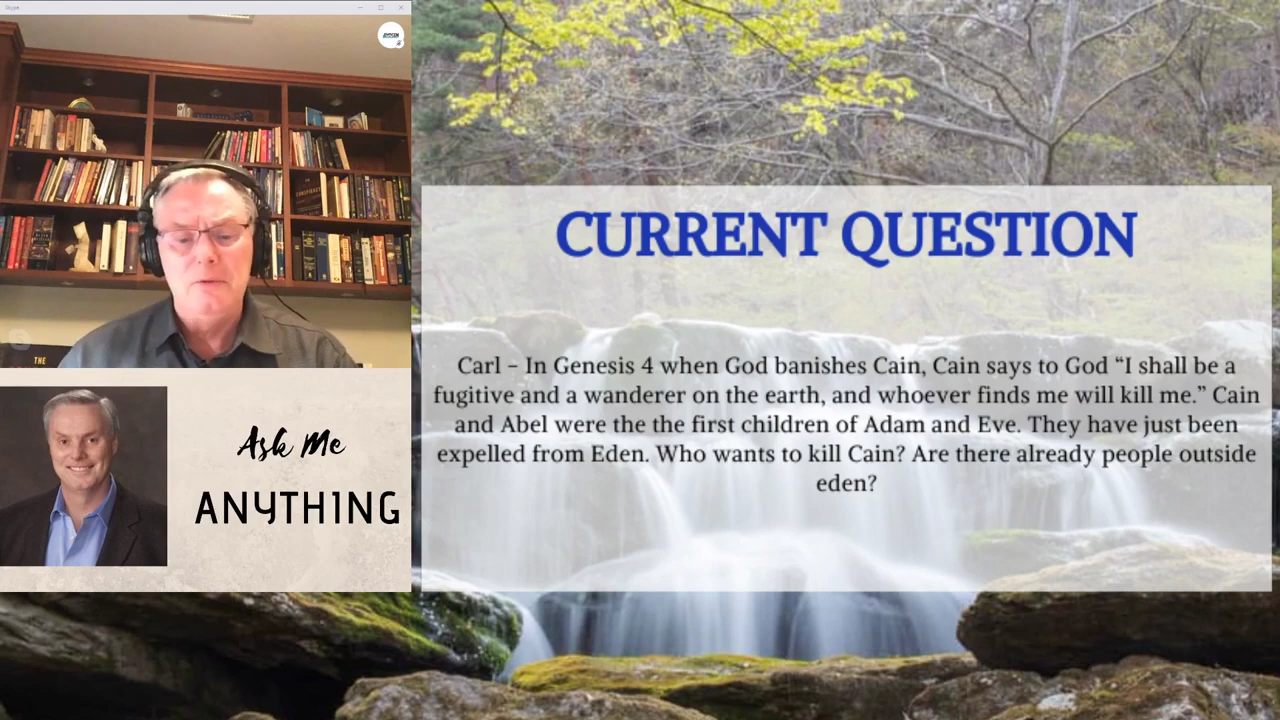 Skype
Ask Me
ANYTHING
THE
CONSPIRACY
CURRENT QUESTION
Carl – In Genesis 4 when God banishes Cain, Cain says to God “I shall be a
fugitive and a wanderer on the earth, and whoever finds me will kill me.” Cain
and Abel were the the first children of Adam and Eve. They have just been
expelled from Eden. Who wants to kill Cain? Are there already people outside
eden?